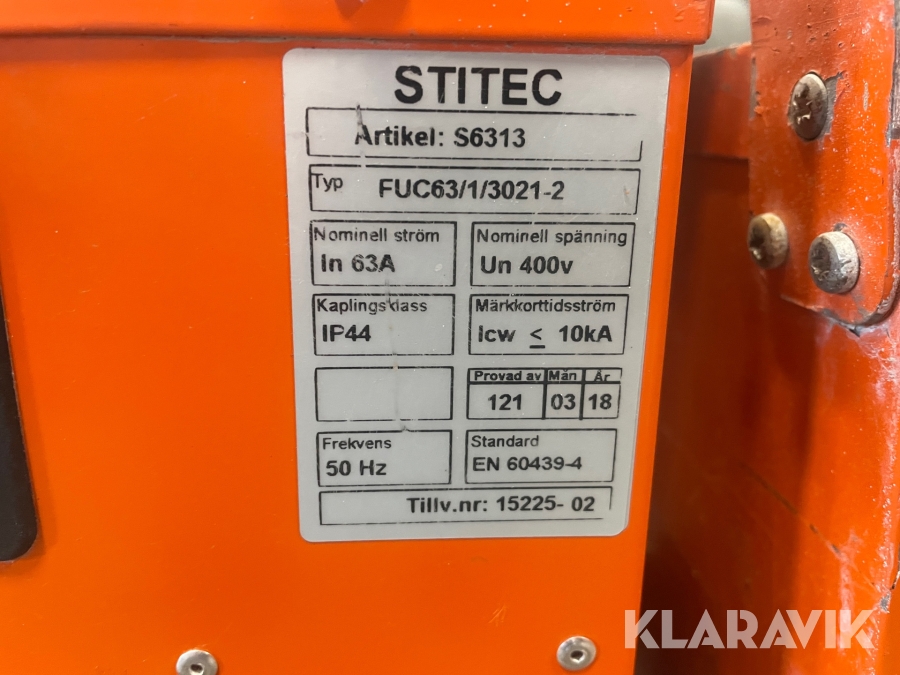 STITEC
Artikel: S6313
Typ FUC63/1/3021-2
Nominell ström
In 63A
Nominell spänning
Un 400v
Kaplingsklass
IP44
Märkkorttidsström
Icw ≤ 10kA
Provad av Mån År
121 03 18
Frekvens
50 Hz
Standard
EN 60439-4
Tillv.nr: 15225- 02
KLARAVIK